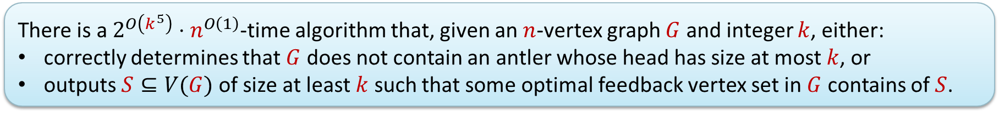 There is a 2^{O(k^5)} · n^{O(1)}-time algorithm that, given an n-vertex graph G and integer k, either:
• correctly determines that G does not contain an antler whose head has size at most k, or
• outputs S ⊆ V(G) of size at least k such that some optimal feedback vertex set in G contains of S.